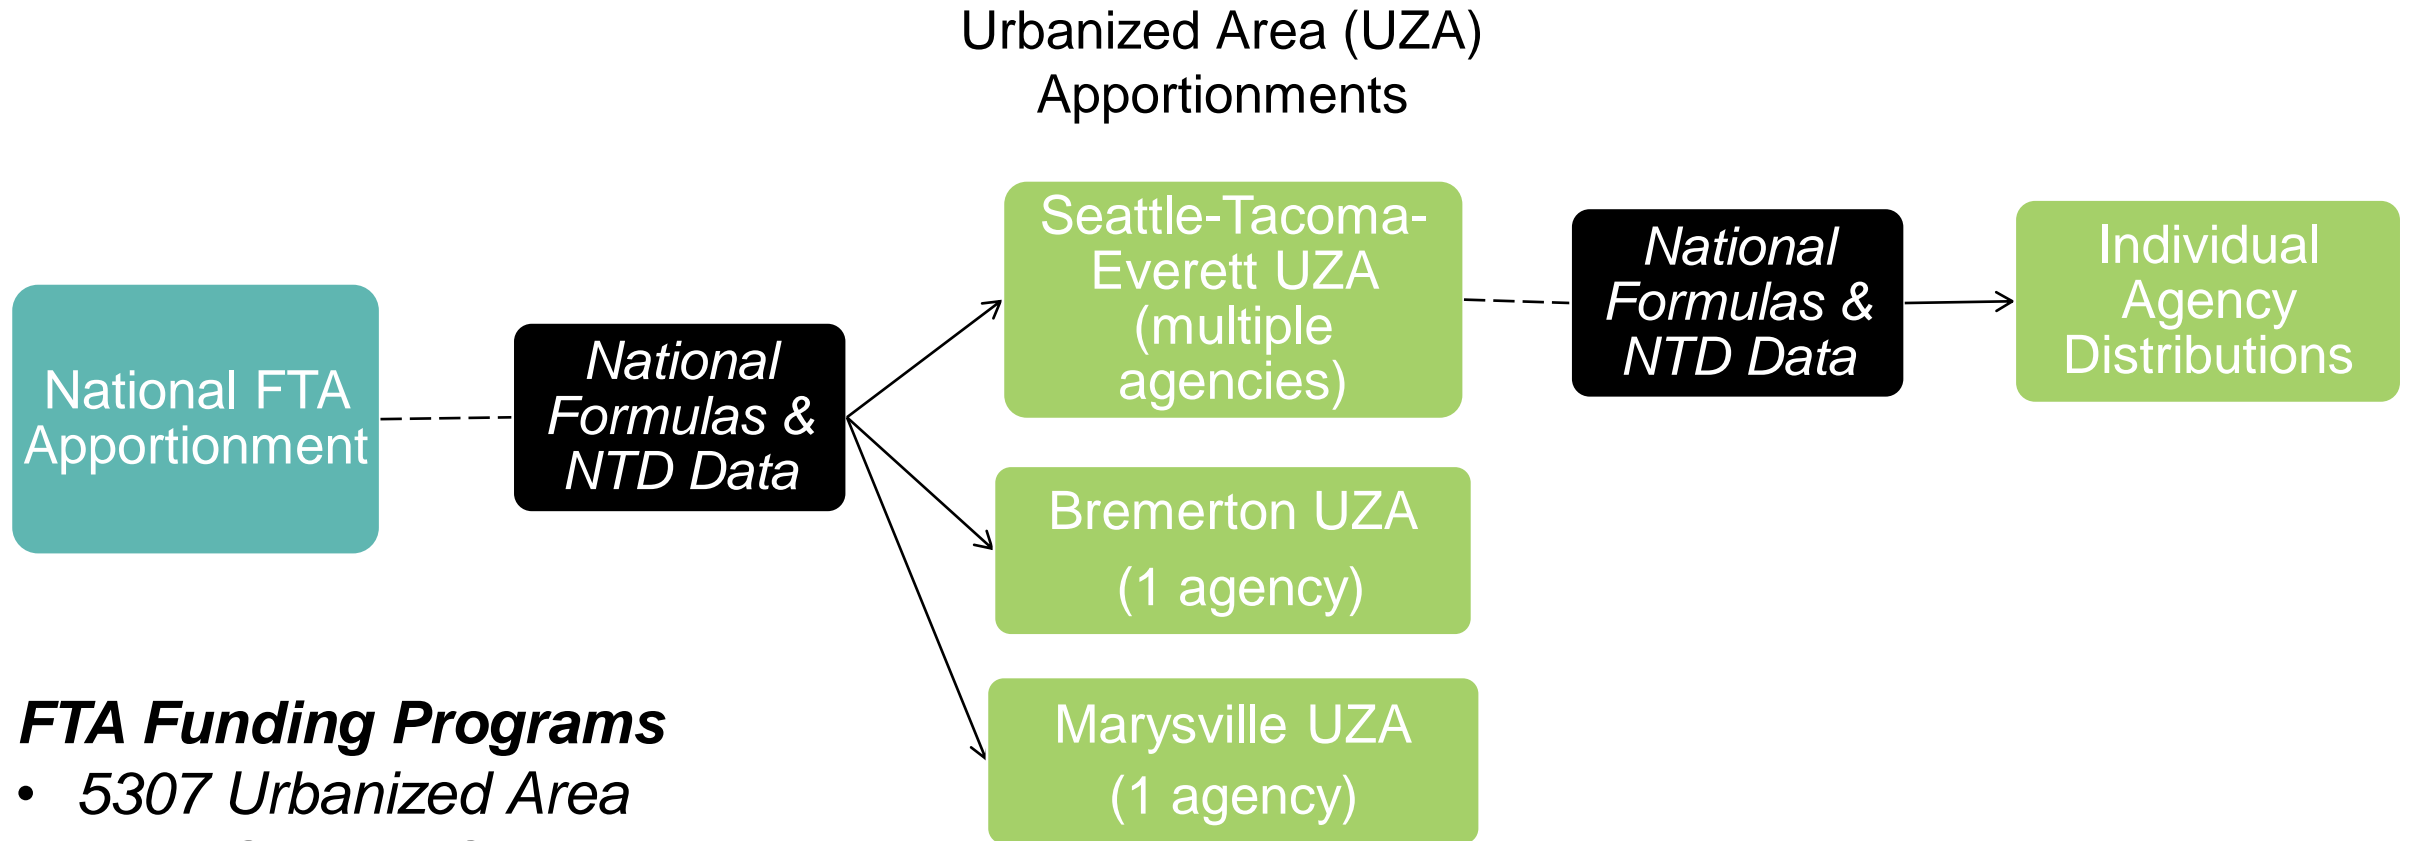 Urbanized Area (UZA)
Apportionments
National FTA
Apportionment
National
Formulas &
NTD Data
Seattle-Tacoma-
Everett UZA
(multiple
agencies)
Bremerton UZA
(1 agency)
Marysville UZA
(1 agency)
National
Formulas &
NTD Data
Individual
Agency
Distributions
FTA Funding Programs
• 5307 Urbanized Area